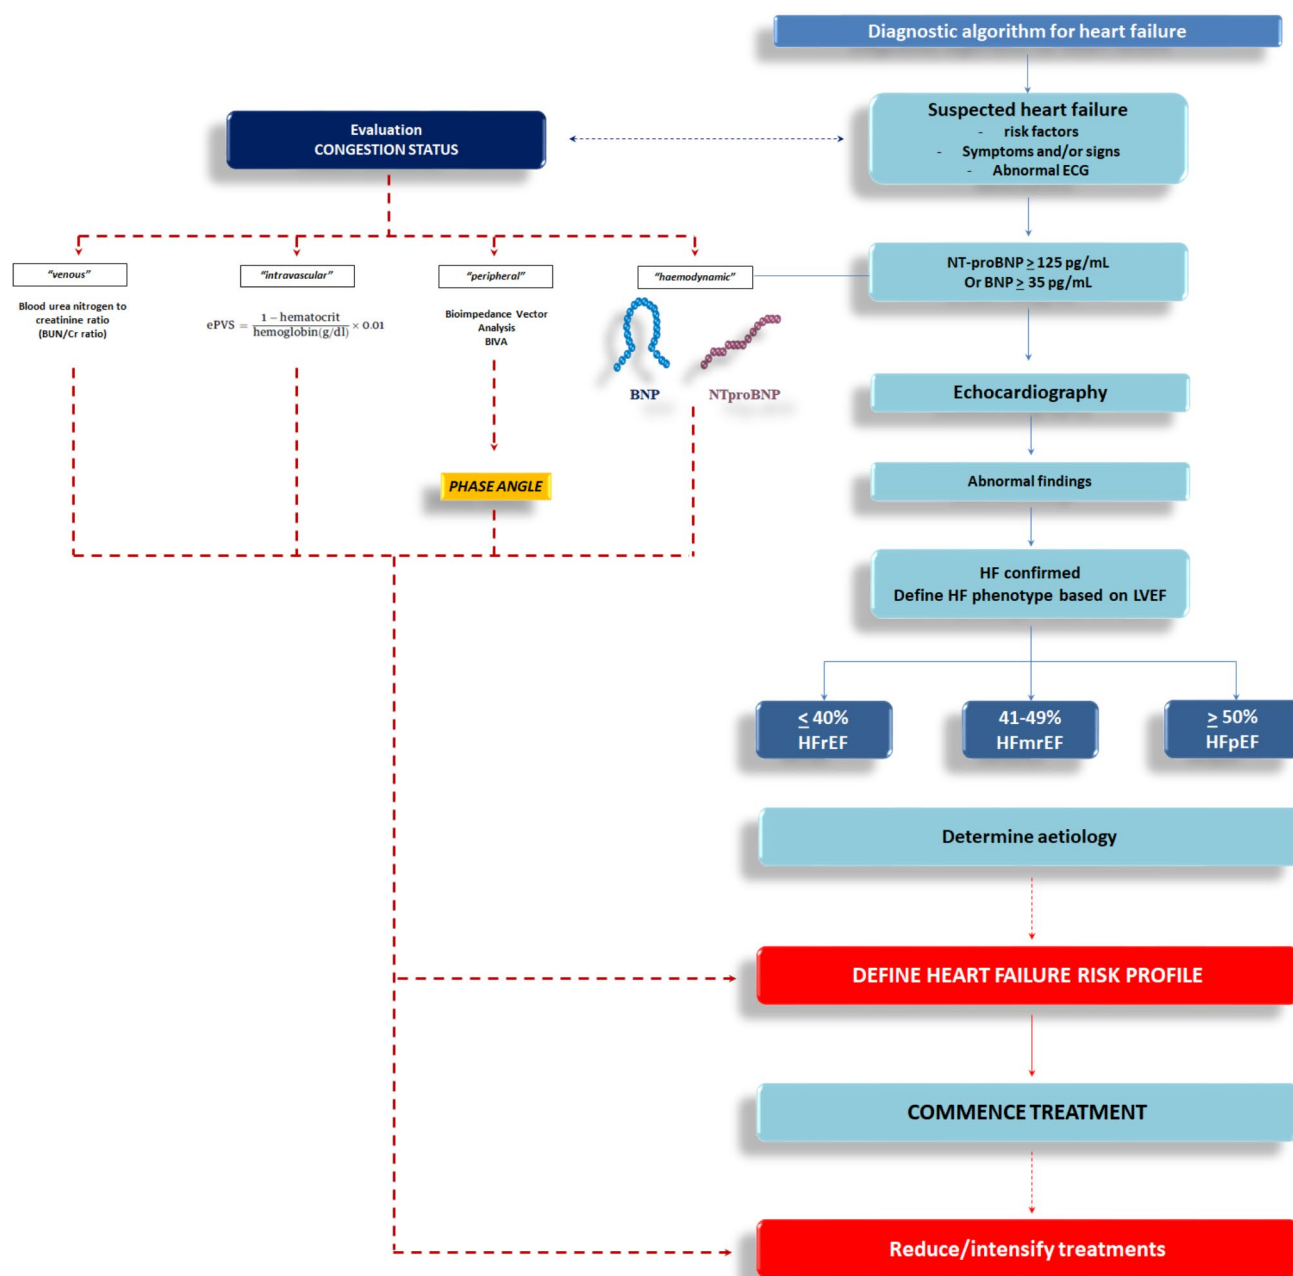 Diagnostic algorithm for heart failure
Suspected heart failure
- risk factors
- Symptoms and/or signs
- Abnormal ECG
Evaluation
CONGESTION STATUS
"venous"
Blood urea nitrogen to
creatinine ratio
(BUN/Cr ratio)
"intravascular"
ePVS = 1 − hematocrit / hemoglobin(g/dl) × 0.01
"peripheral"
Bioimpedance Vector
Analysis
BIVA
PHASE ANGLE
"haemodynamic"
BNP
NTproBNP
NT-proBNP ≥ 125 pg/mL
Or BNP ≥ 35 pg/mL
Echocardiography
Abnormal findings
HF confirmed
Define HF phenotype based on LVEF
≤ 40%
HFrEF
41-49%
HFmrEF
≥ 50%
HFpEF
Determine aetiology
DEFINE HEART FAILURE RISK PROFILE
COMMENCE TREATMENT
Reduce/intensify treatments